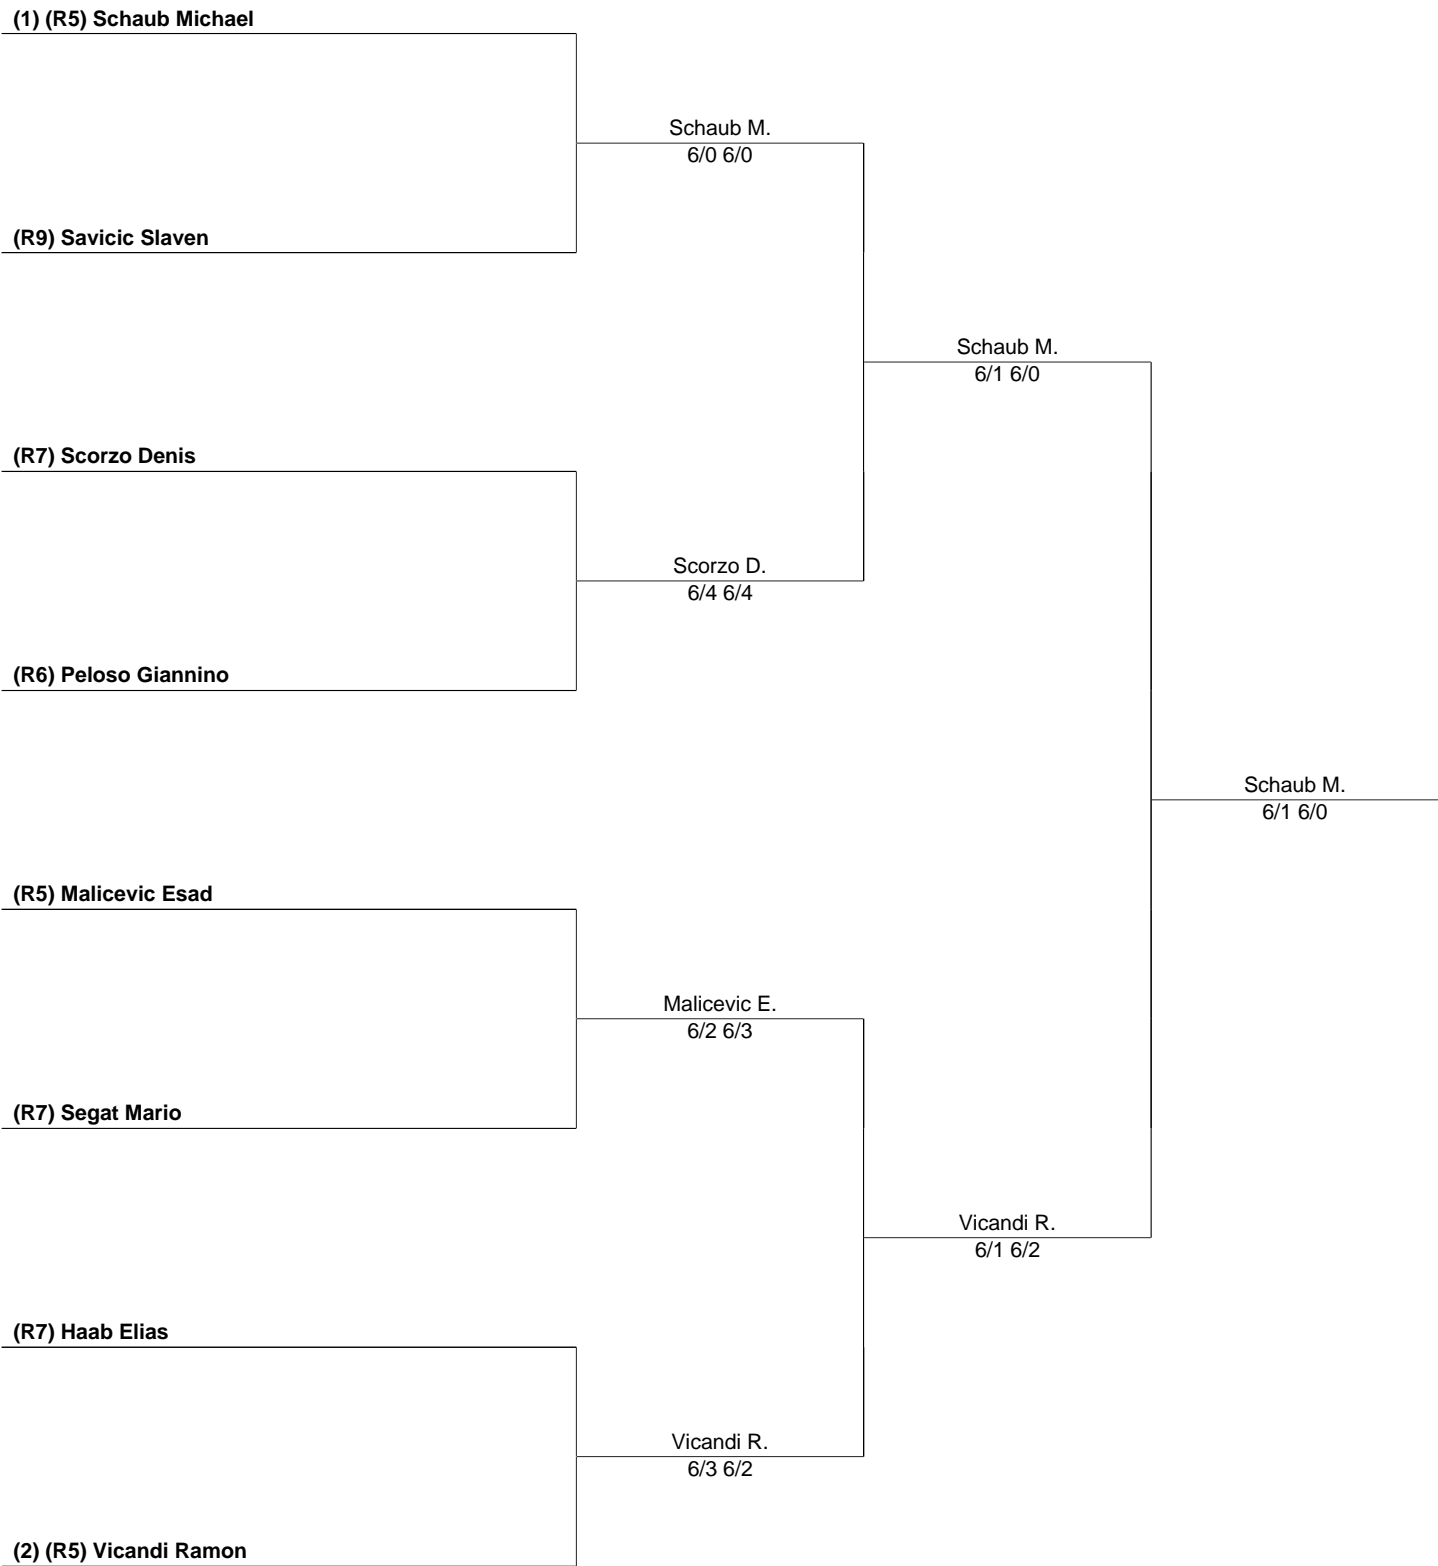 (1) (R5) Schaub Michael
Schaub M.
6/0 6/0
(R9) Savicic Slaven
Schaub M.
6/1 6/0
(R7) Scorzo Denis
Scorzo D.
6/4 6/4
(R6) Peloso Giannino
Schaub M.
6/1 6/0
(R5) Malicevic Esad
Malicevic E.
6/2 6/3
(R7) Segat Mario
Vicandi R.
6/1 6/2
(R7) Haab Elias
Vicandi R.
6/3 6/2
(2) (R5) Vicandi Ramon